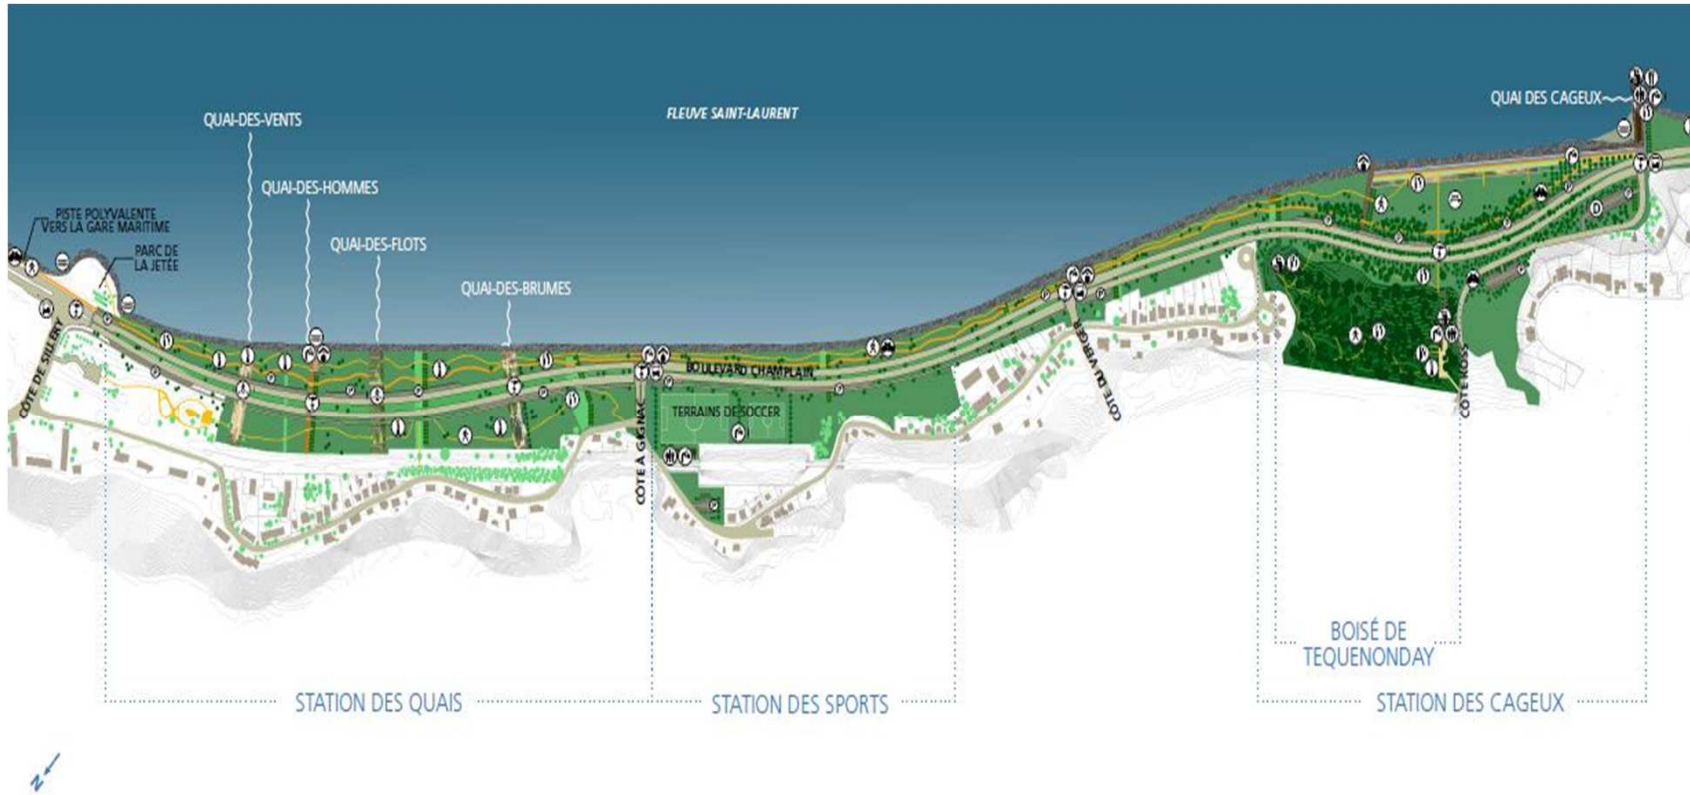 QUAI DES CAGEUX
FLEUVE SAINT-LAURENT
QUAI-DES-VENTS
QUAI-DES-HOMMES
PISTE POLYVALENTE
VERS LA GARE MARITIME
QUAI-DES-FLOTS
PARC DE
LA JETÉE
QUAI-DES-BRUMES
CÔTE DE SILLERY
BOULEVARD CHAMPLAIN
TERRAINS DE SOCCER
CÔTE À GIGNAC
CÔTE DU VERGER
CÔTE ROSS
BOISÉ DE
TEQUENONDAY
STATION DES QUAIS
STATION DES SPORTS
STATION DES CAGEUX
N